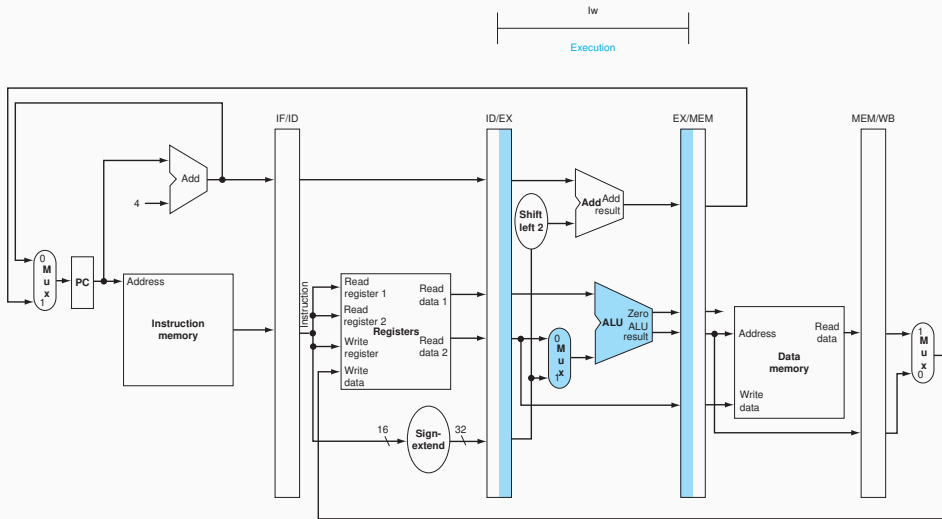 lw
Execution
IF/ID
ID/EX
EX/MEM
MEM/WB
Add
4
Shift
left 2
Add
Add
result
0
M
u
x
1
PC
Address
Instruction
memory
Instruction
Read
register 1
Read
register 2
Registers
Write
register
Write
data
Read
data 1
Read
data 2
16
Sign-
extend
32
0
M
u
x
1
ALU
Zero
ALU
result
Address
Read
data
Data
memory
Write
data
1
M
u
x
0